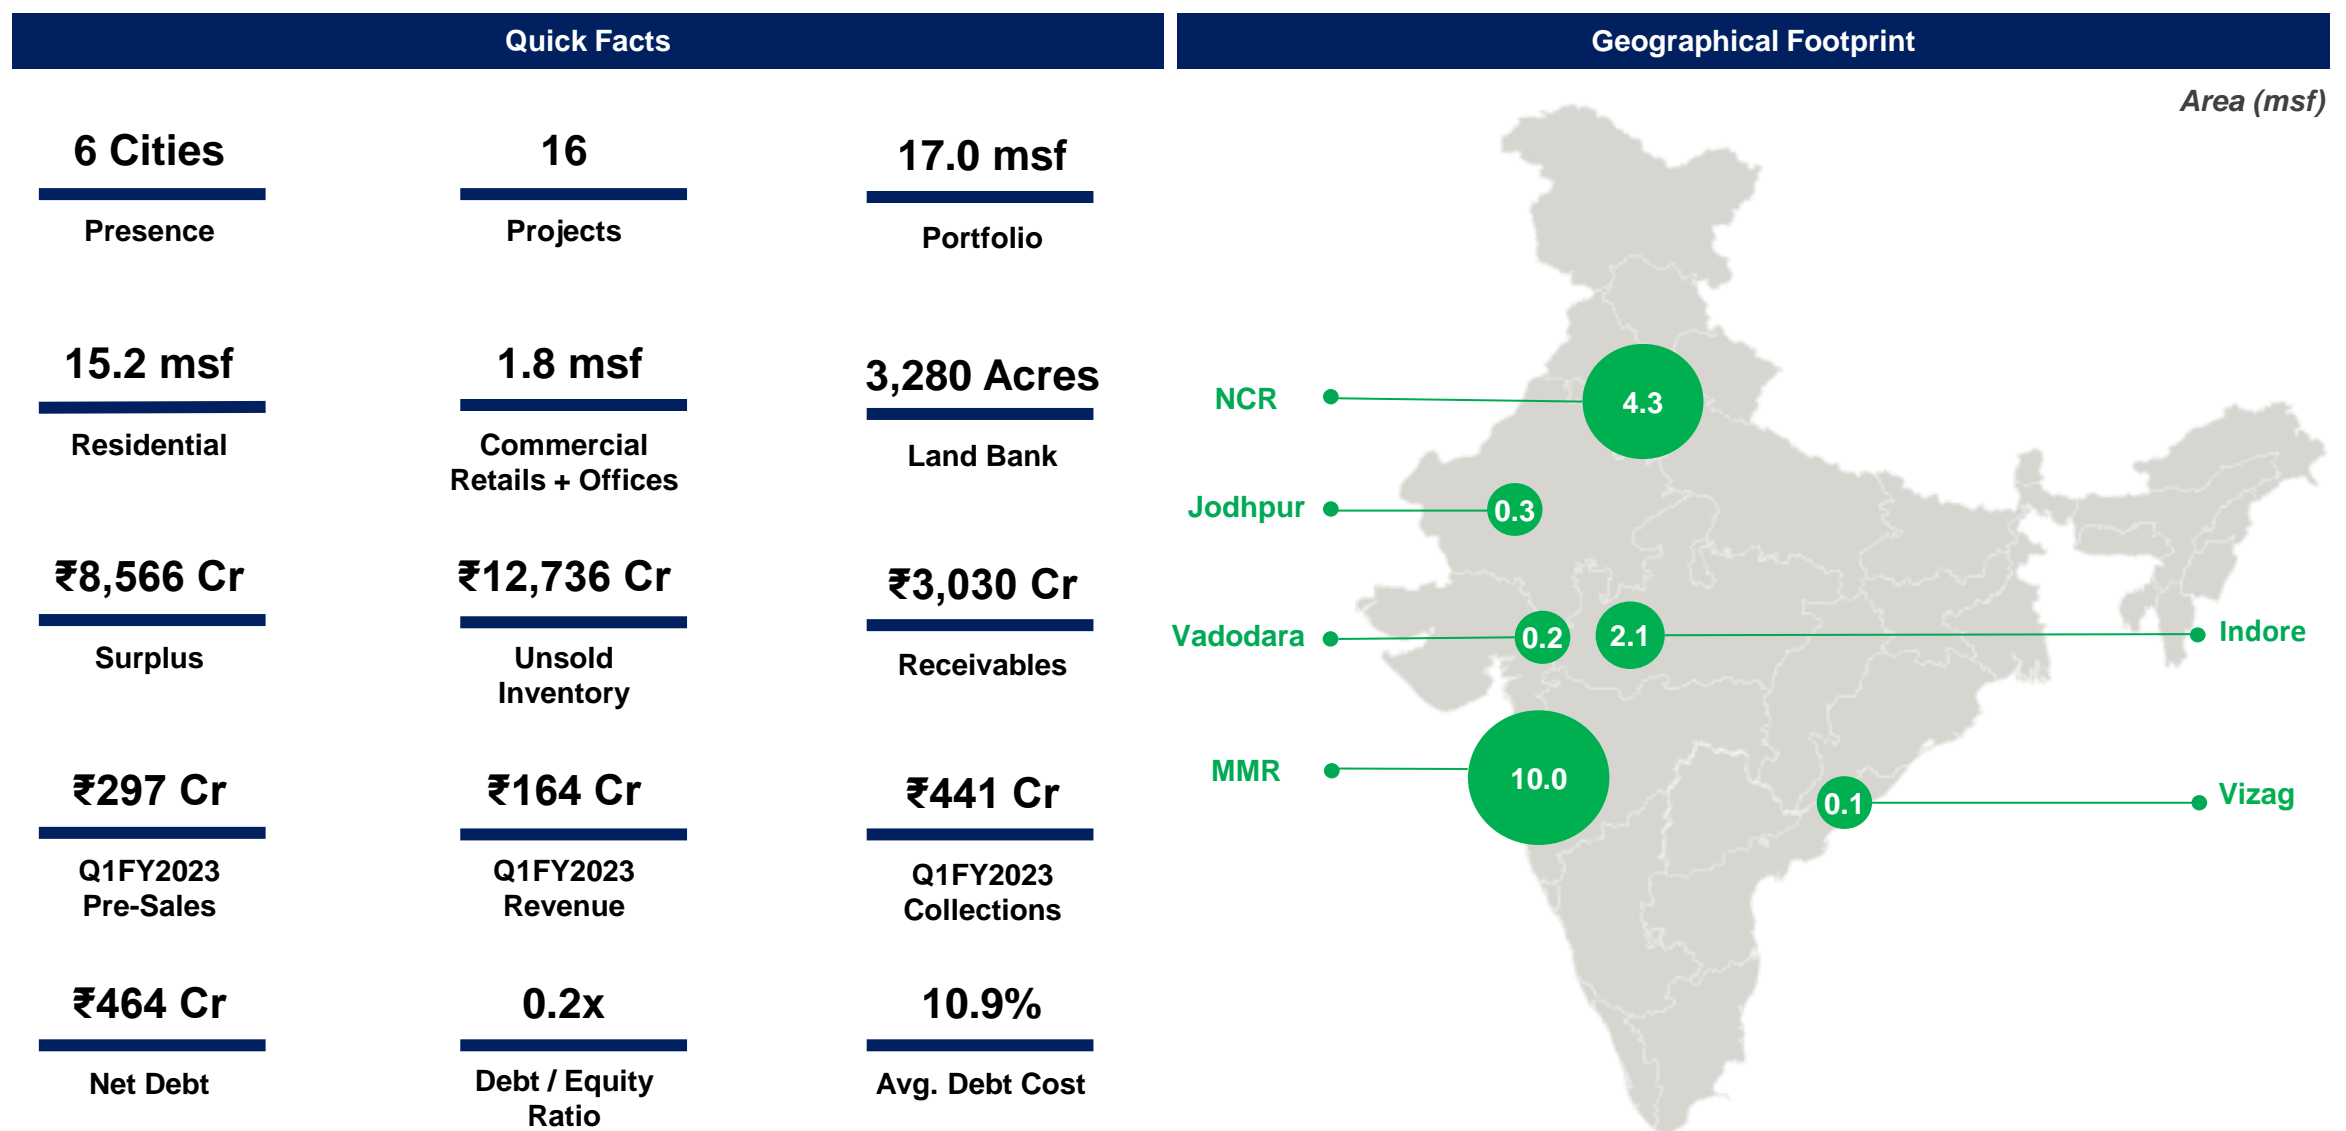 Quick Facts
6 Cities
Presence
16
Projects
17.0 msf
Portfolio
15.2 msf
Residential
1.8 msf
Commercial
Retails + Offices
3,280 Acres
Land Bank
₹8,566 Cr
Surplus
₹12,736 Cr
Unsold
Inventory
₹3,030 Cr
Receivables
₹297 Cr
Q1FY2023
Pre-Sales
₹164 Cr
Q1FY2023
Revenue
₹441 Cr
Q1FY2023
Collections
₹464 Cr
Net Debt
0.2x
Debt / Equity
Ratio
10.9%
Avg. Debt Cost
Geographical Footprint
Area (msf)
NCR
4.3
Jodhpur
0.3
Vadodara
0.2
2.1
Indore
MMR
10.0
0.1
Vizag